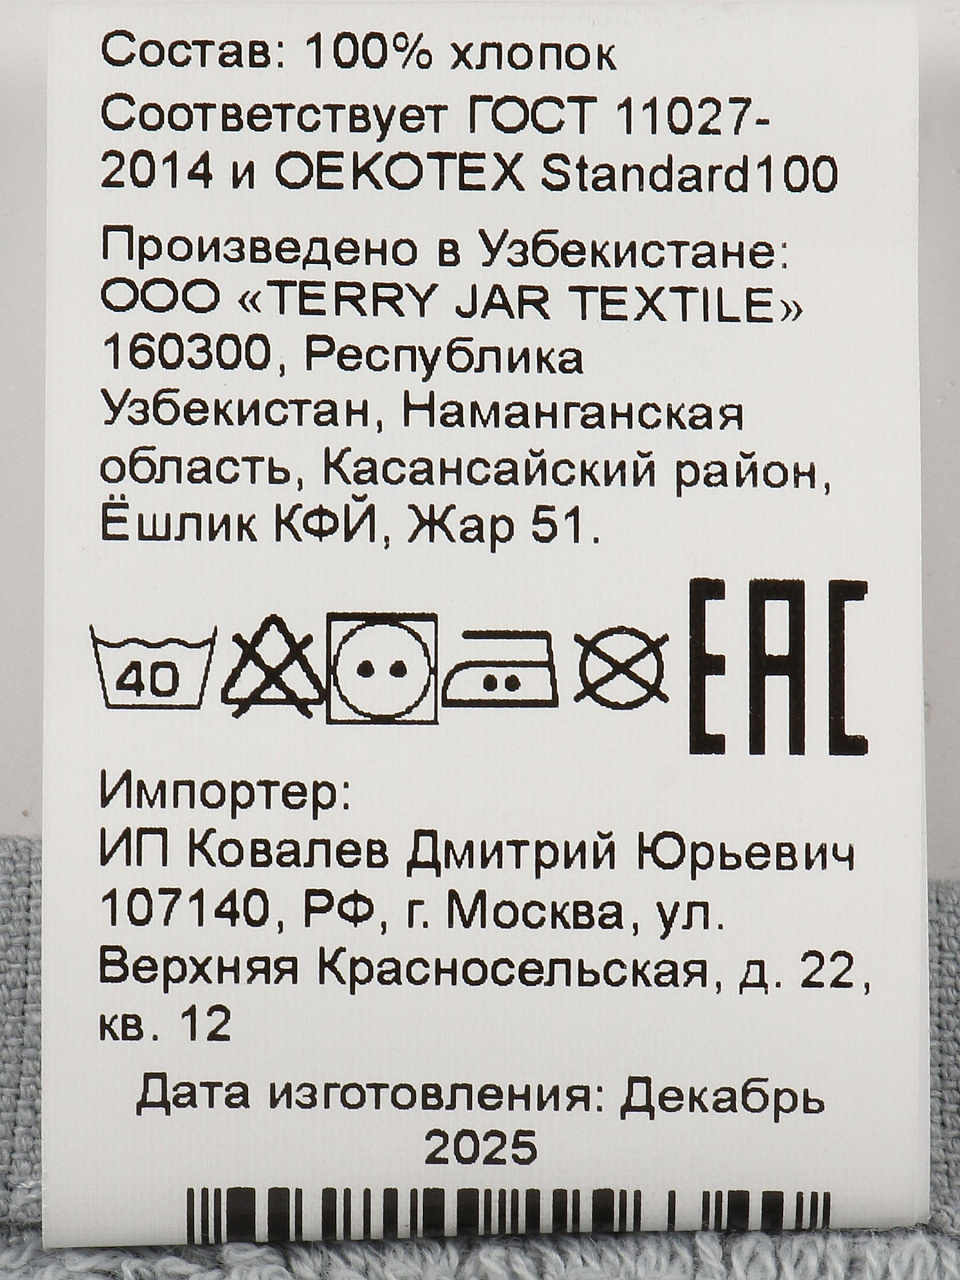 Состав: 100% хлопок
Соответствует ГОСТ 11027-
2014 и OEKOTEX Standard100
Произведено в Узбекистане:
ООО «TERRY JAR TEXTILE»
160300, Республика
Узбекистан, Наманганская
область, Касансайский район,
Ёшлик КФЙ, Жар 51.
40
EAC
Импортер:
ИП Ковалев Дмитрий Юрьевич
107140, РФ, г. Москва, ул.
Верхняя Красносельская, д. 22,
кв. 12
Дата изготовления: Декабрь
2025